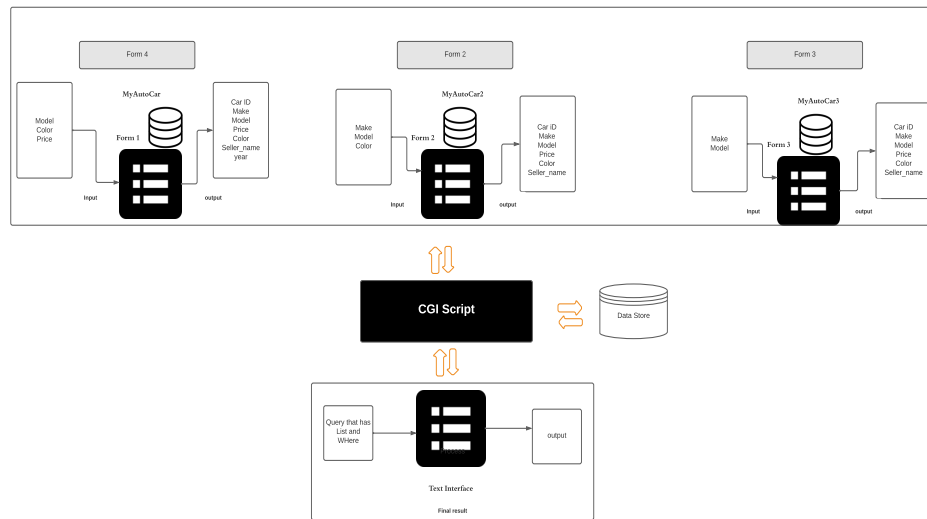 Form 4
MyAutoCar
Model
Color
Price
Form 1
Car ID
Make
Model
Price
Color
Seller_name
year
Input
output
Form 2
MyAutoCar2
Make
Model
Color
Form 2
Car iD
Make
Model
Price
Color
Seller_name
Input
output
Form 3
MyAutoCar3
Make
Model
Form 3
Car iD
Make
Model
Price
Color
Seller_name
Input
output
CGI Script
Data Store
Query that has
List and
WHere
output
Text Interface
Final result